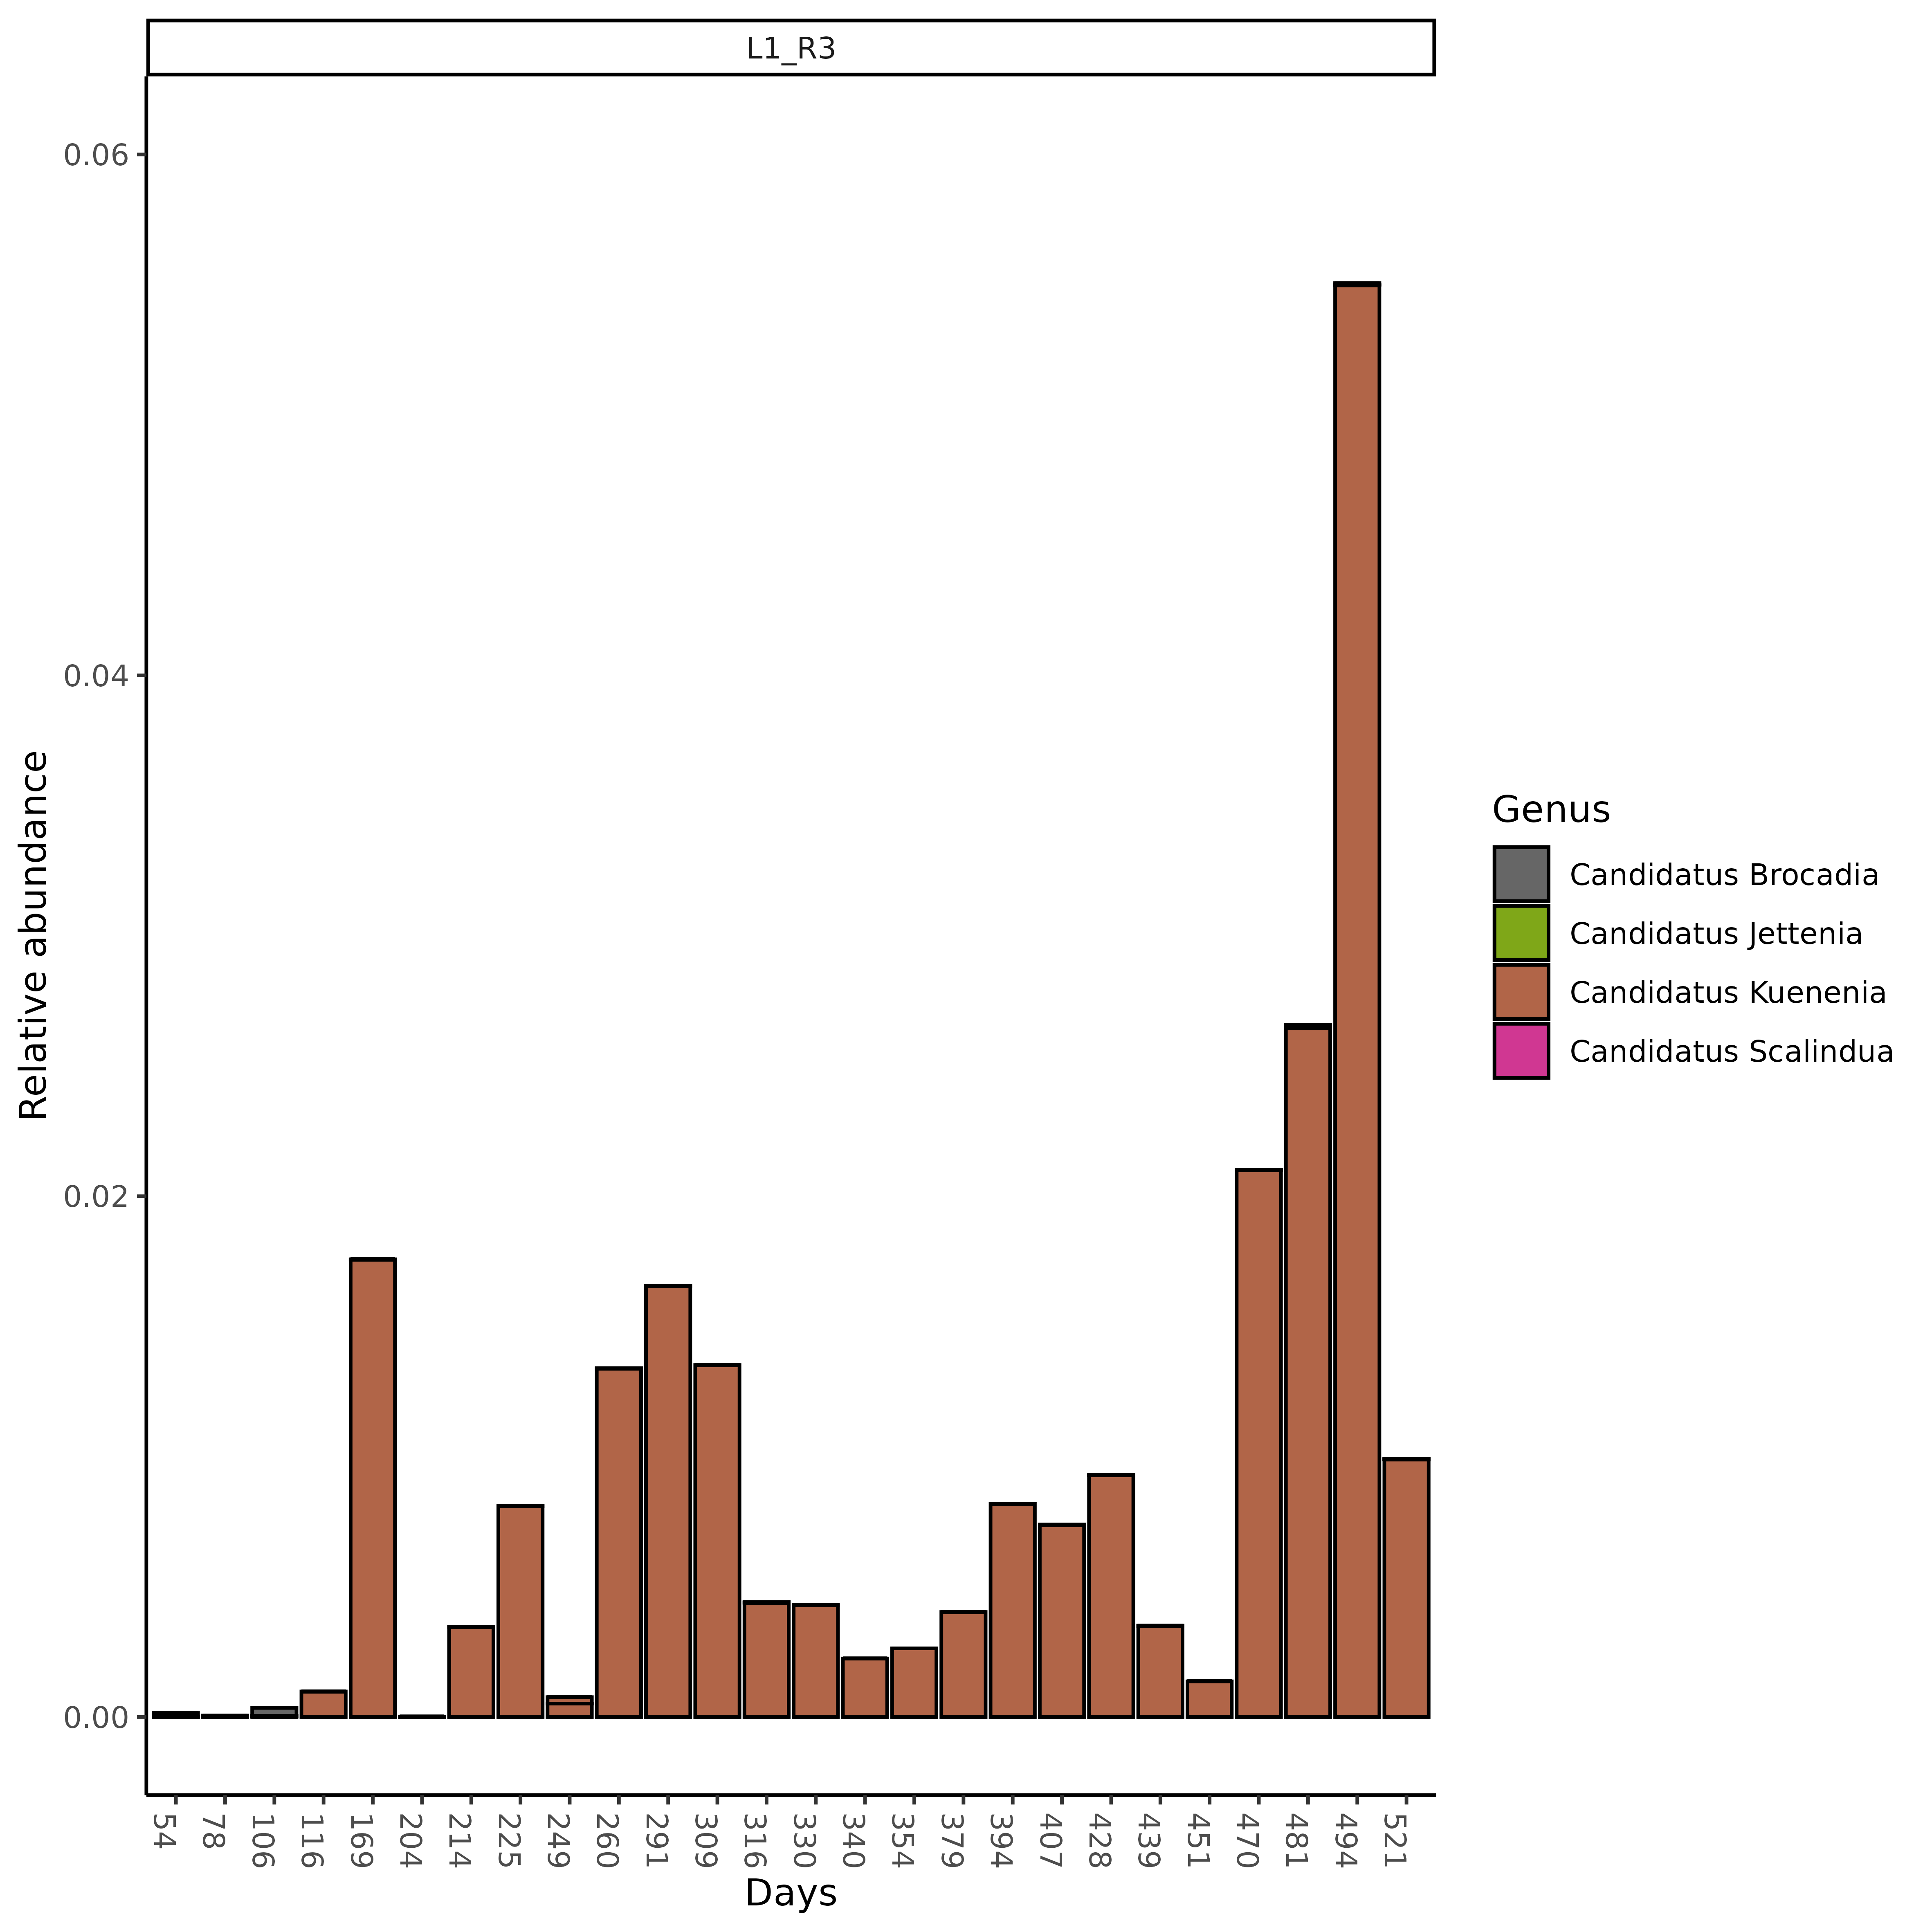 L1_R3
0.06
0.04
0.02
0.00
Relative abundance
54 78 106 116 169 204 214 225 249 260 291 309 316 330 340 354 379 394 407 428 439 451 470 481 494 521
Days
Genus
Candidatus Brocadia
Candidatus Jettenia
Candidatus Kuenenia
Candidatus Scalindua